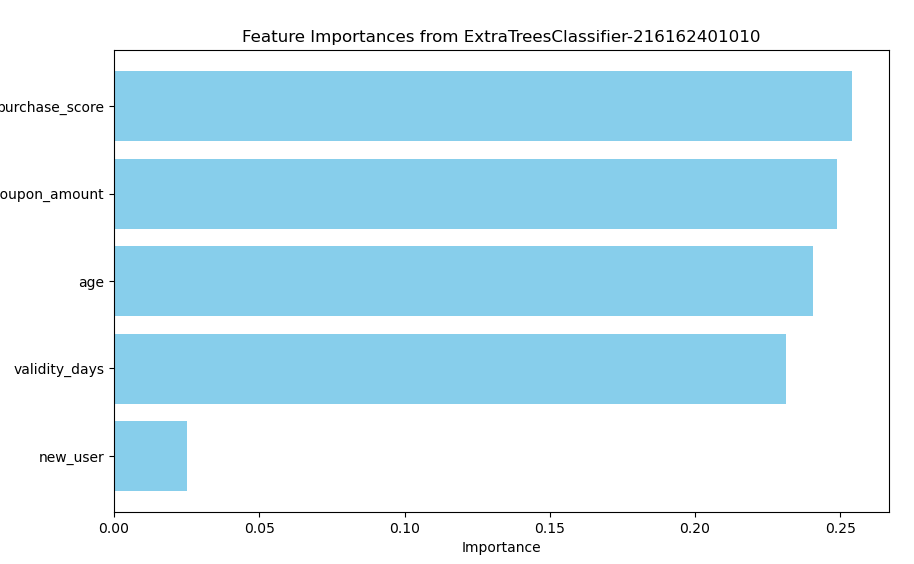 Feature Importances from ExtraTreesClassifier-216162401010
purchase_score
oupon_amount
age
validity_days
new_user
0.00 0.05 0.10 0.15 0.20 0.25
Importance